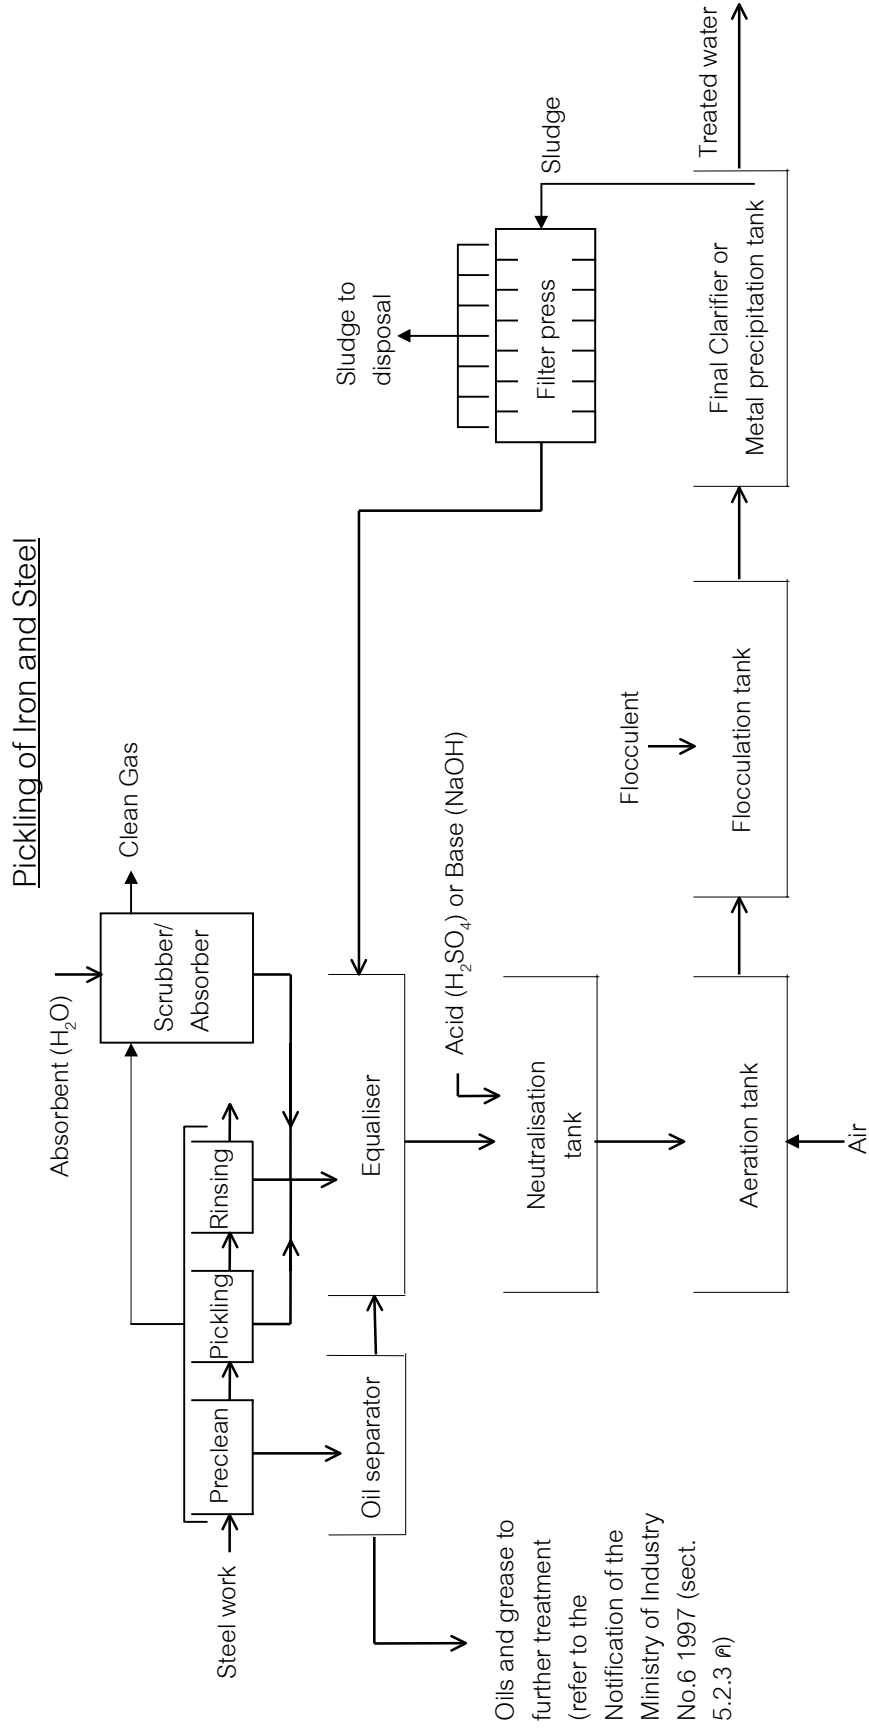 Pickling of Iron and Steel
Absorbent (H₂O)
Scrubber/
Absorber
Clean Gas
Steel work
Preclean
Pickling
Rinsing
Oil separator
Equaliser
Oils and grease to
further treatment
(refer to the
Notification of the
Ministry of Industry
No.6 1997 (sect.
5.2.3 ค)
Acid (H₂SO₄) or Base (NaOH)
Neutralisation
tank
Aeration tank
Air
Flocculent
Flocculation tank
Final Clarifier or
Metal precipitation tank
Treated water
Sludge
Filter press
Sludge to
disposal